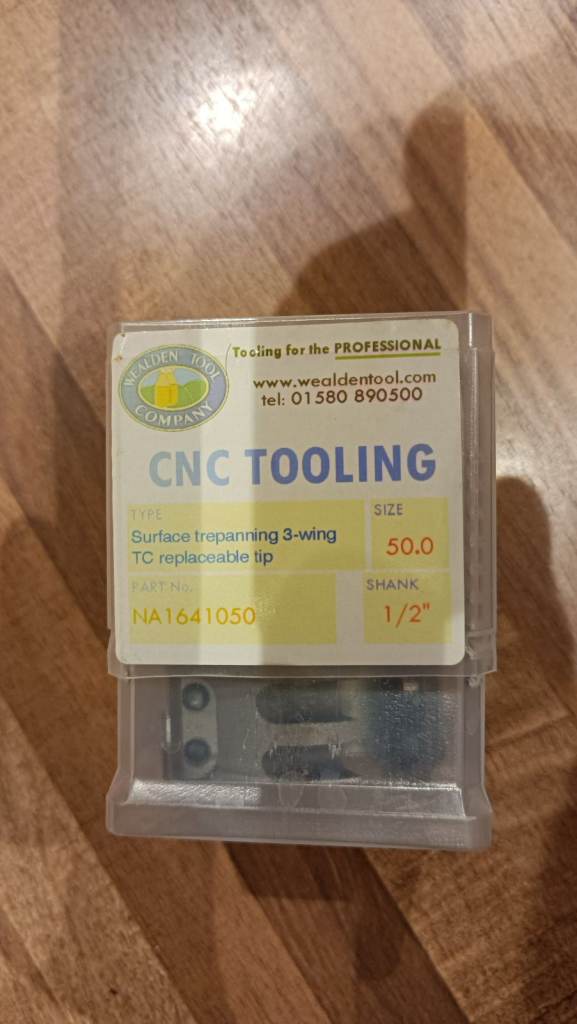 WEALDEN TOOL
COMPANY
Tooling for the PROFESSIONAL
www.wealdentool.com
tel: 01580 890500
CNC TOOLING
TYPE
Surface trepanning 3-wing
TC replaceable tip
SIZE
50.0
PART No.
NA1641050
SHANK
1/2"